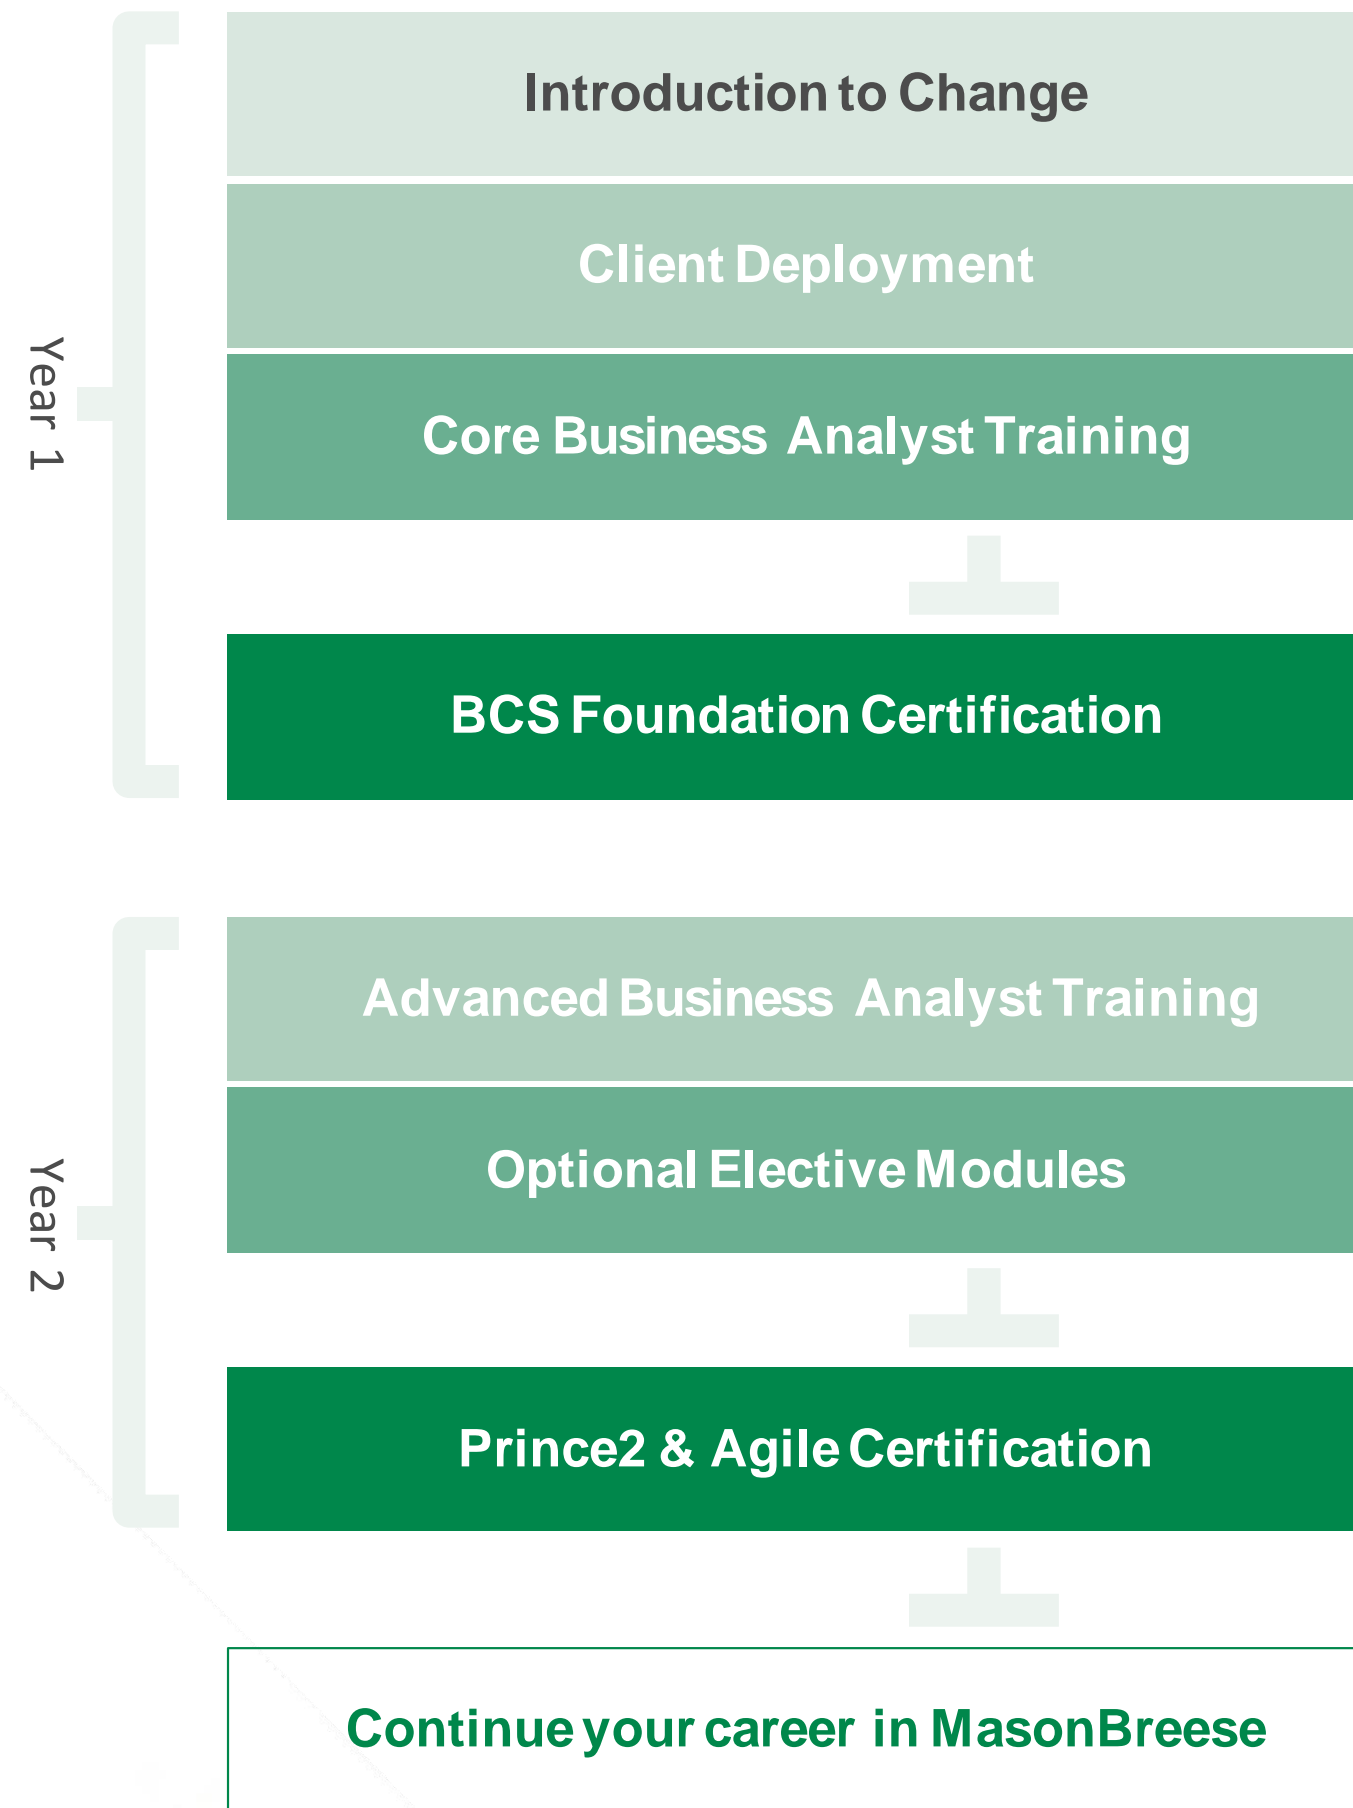 Introduction to Change
Client Deployment
Core Business Analyst Training
Year 1
BCS Foundation Certification
Advanced Business Analyst Training
Optional Elective Modules
Year 2
Prince2 & Agile Certification
Continue your career in MasonBreese